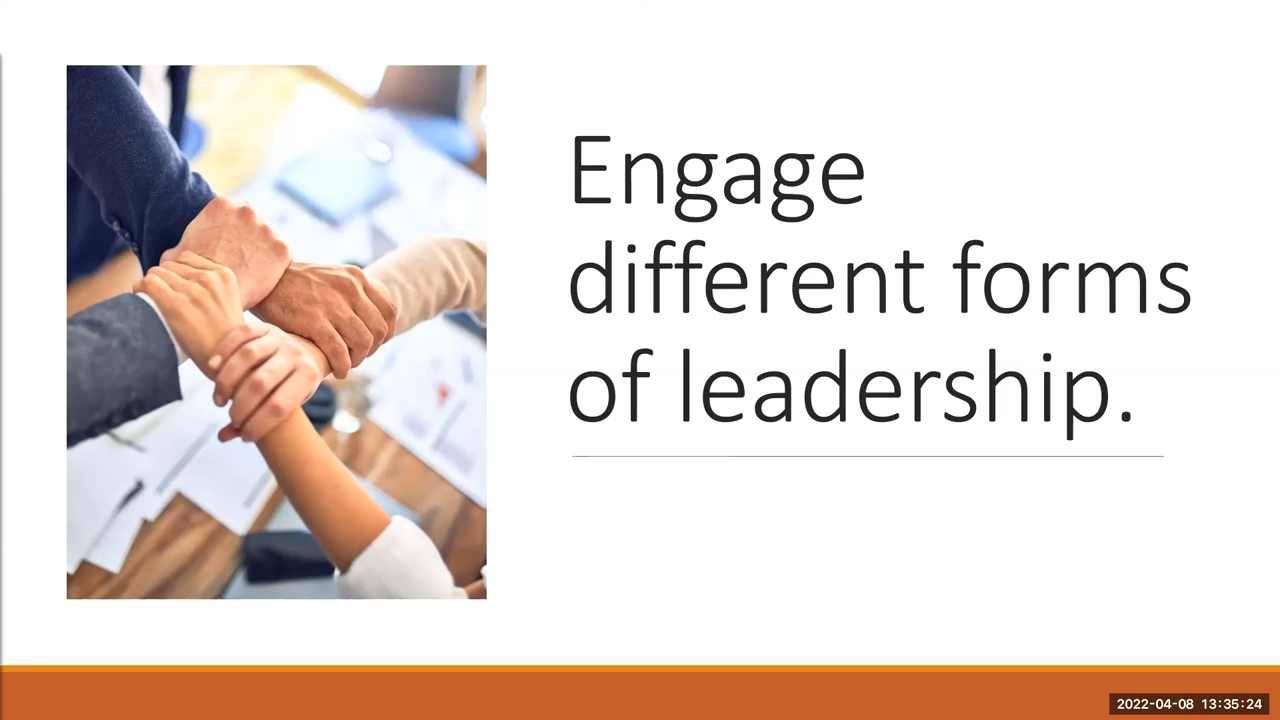 Engage
different forms
of leadership.
2022-04-08 13:35:24